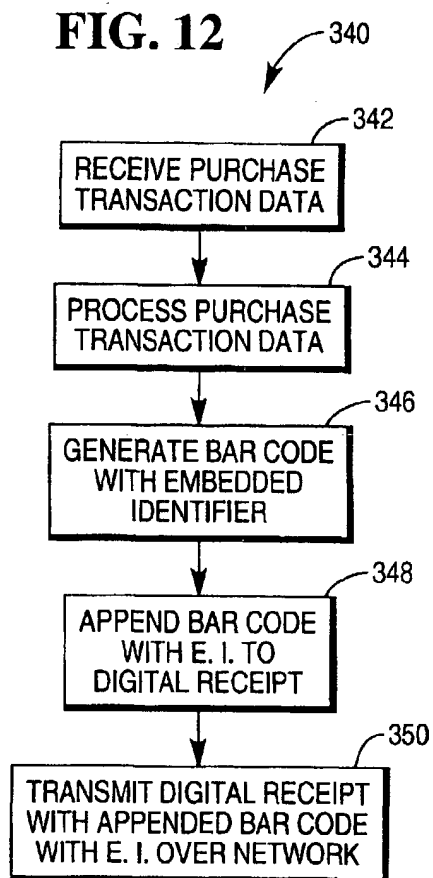 FIG. 12
340
342
RECEIVE PURCHASE
TRANSACTION DATA
344
PROCESS PURCHASE
TRANSACTION DATA
346
GENERATE BAR CODE
WITH EMBEDDED
IDENTIFIER
348
APPEND BAR CODE
WITH E. I. TO
DIGITAL RECEIPT
350
TRANSMIT DIGITAL RECEIPT
WITH APPENDED BAR CODE
WITH E. I. OVER NETWORK